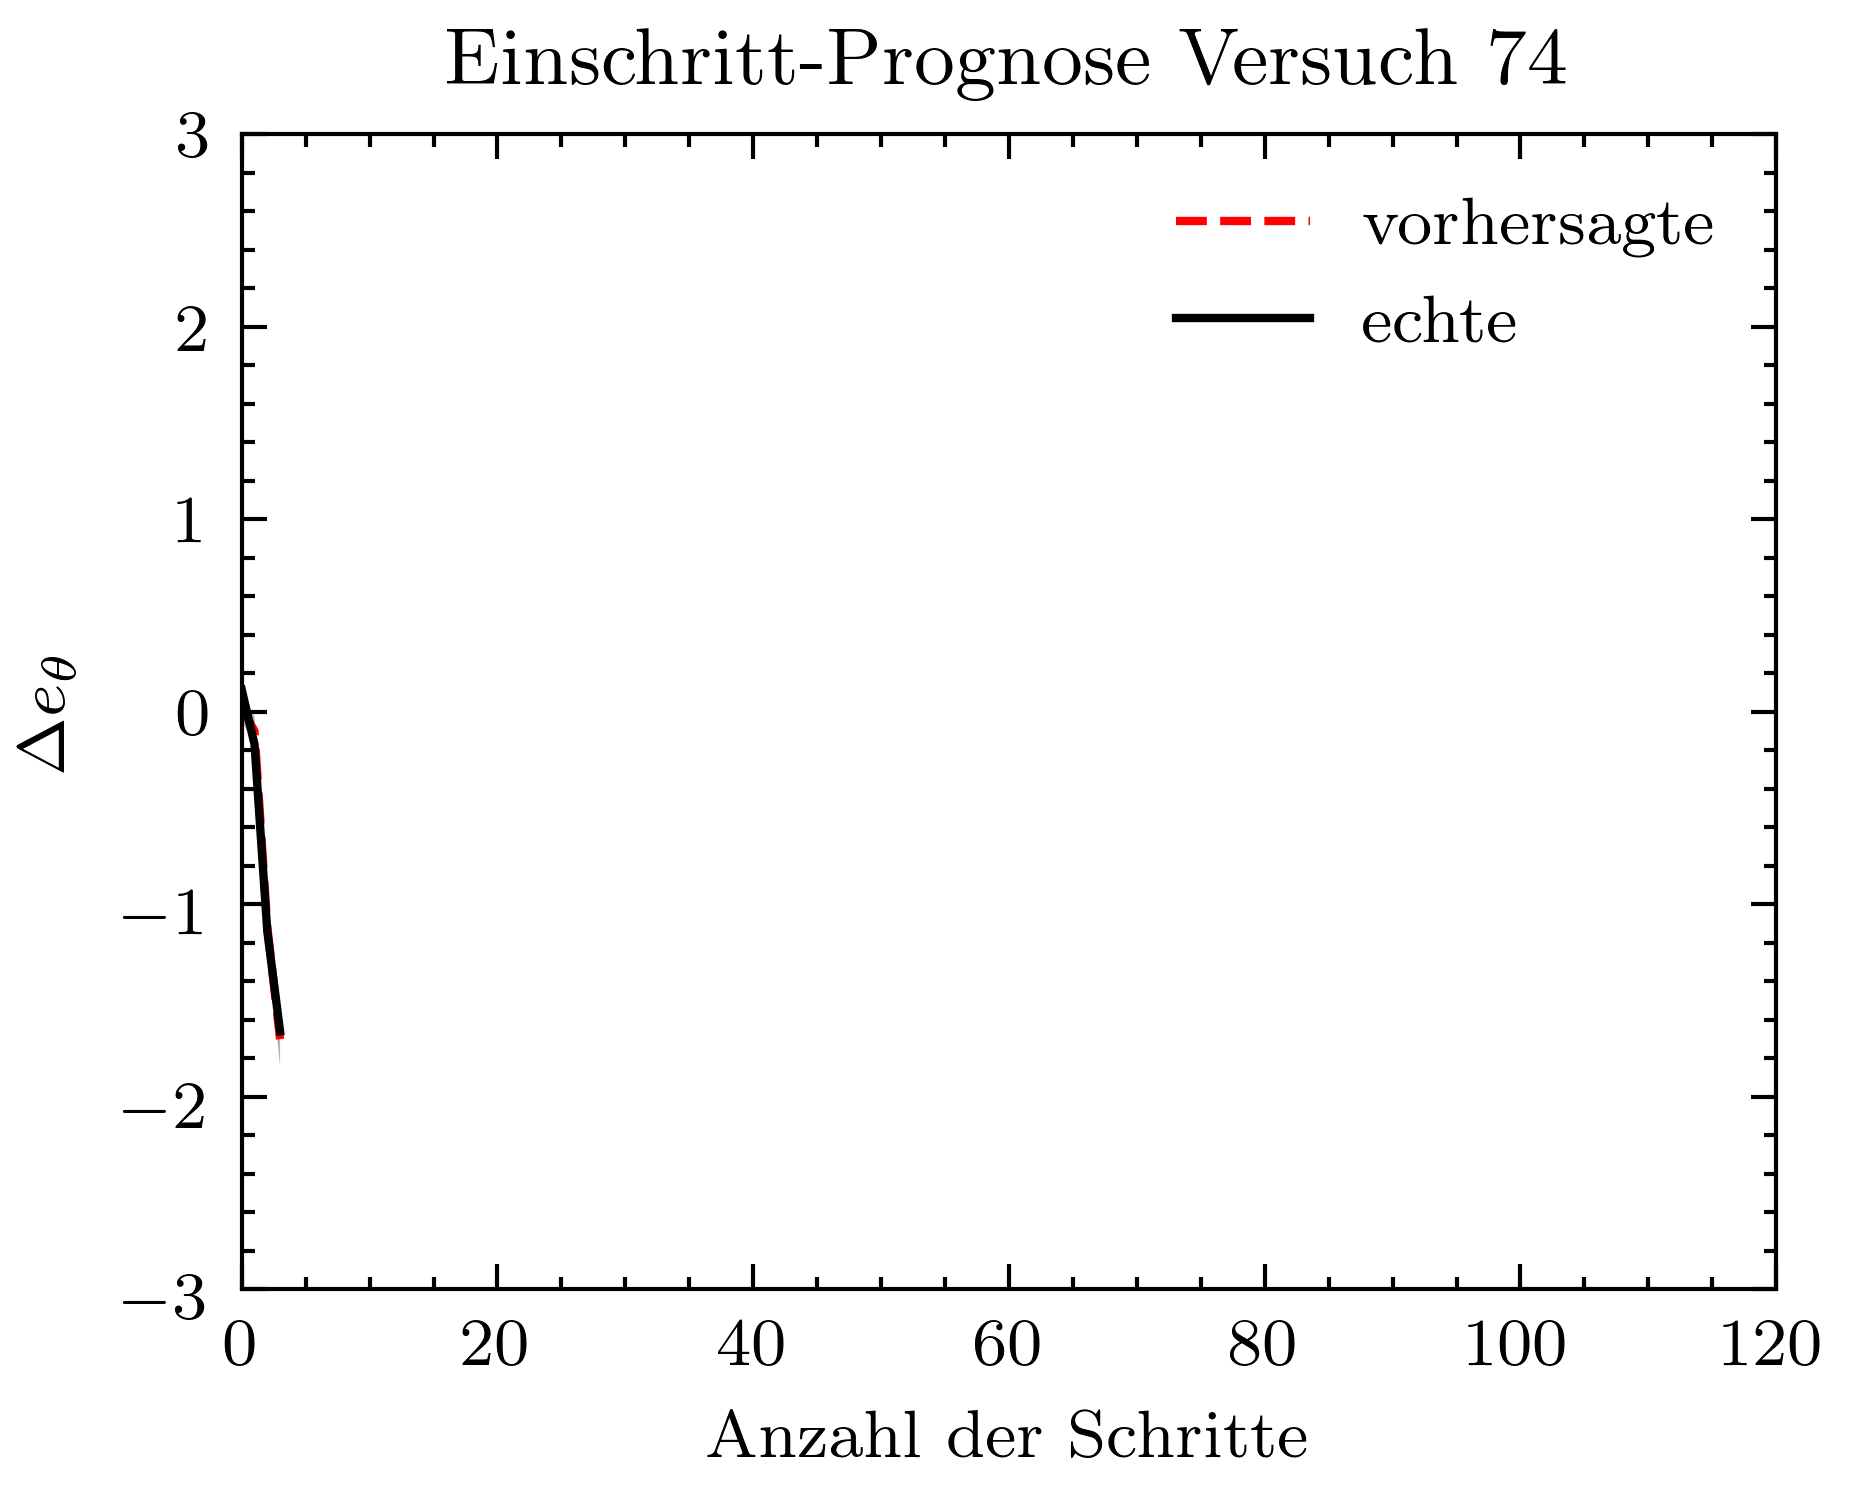 Einschritt-Prognose Versuch 74
3
2
1
0
−1
−2
−3
Δe_θ
vorhersagte
echte
0 20 40 60 80 100 120
Anzahl der Schritte